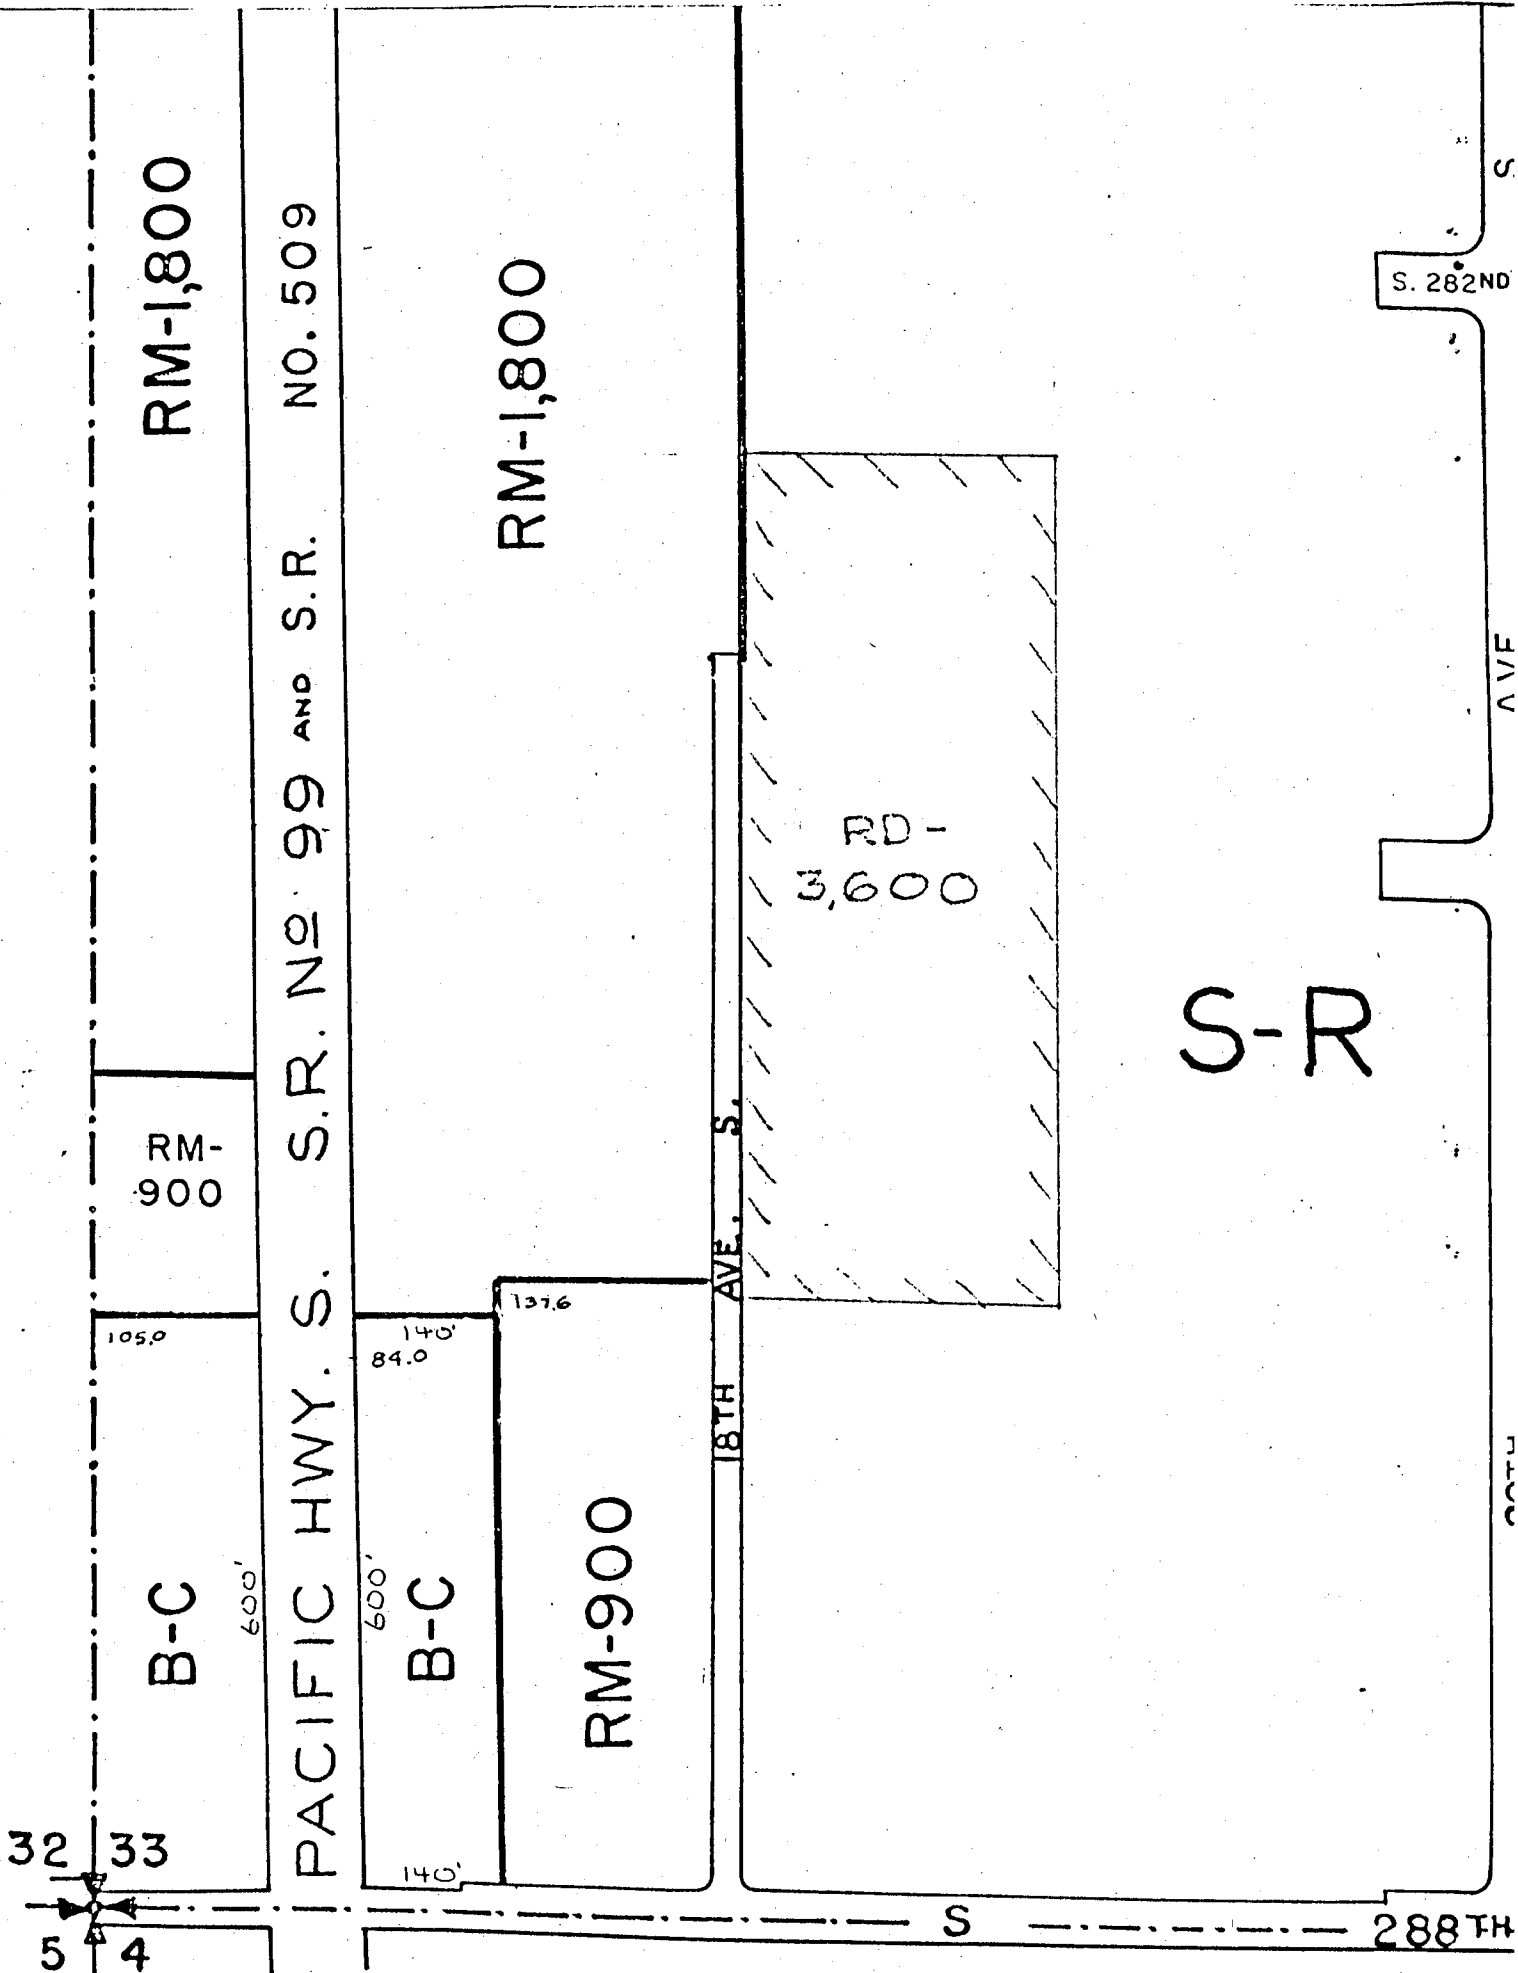 RM-1,800
S. 282ND
S
RM-1,800
PACIFIC HWY. S. S.R. Nº 99 AND S.R. NO. 509
AVE
RD-
3,600
S-R
RM-
900
18TH AVE. S.
137.6
105.0
140'
84.0
B-C
600'
600'
B-C
RM-900
32 33
140'
S 288TH
5 4